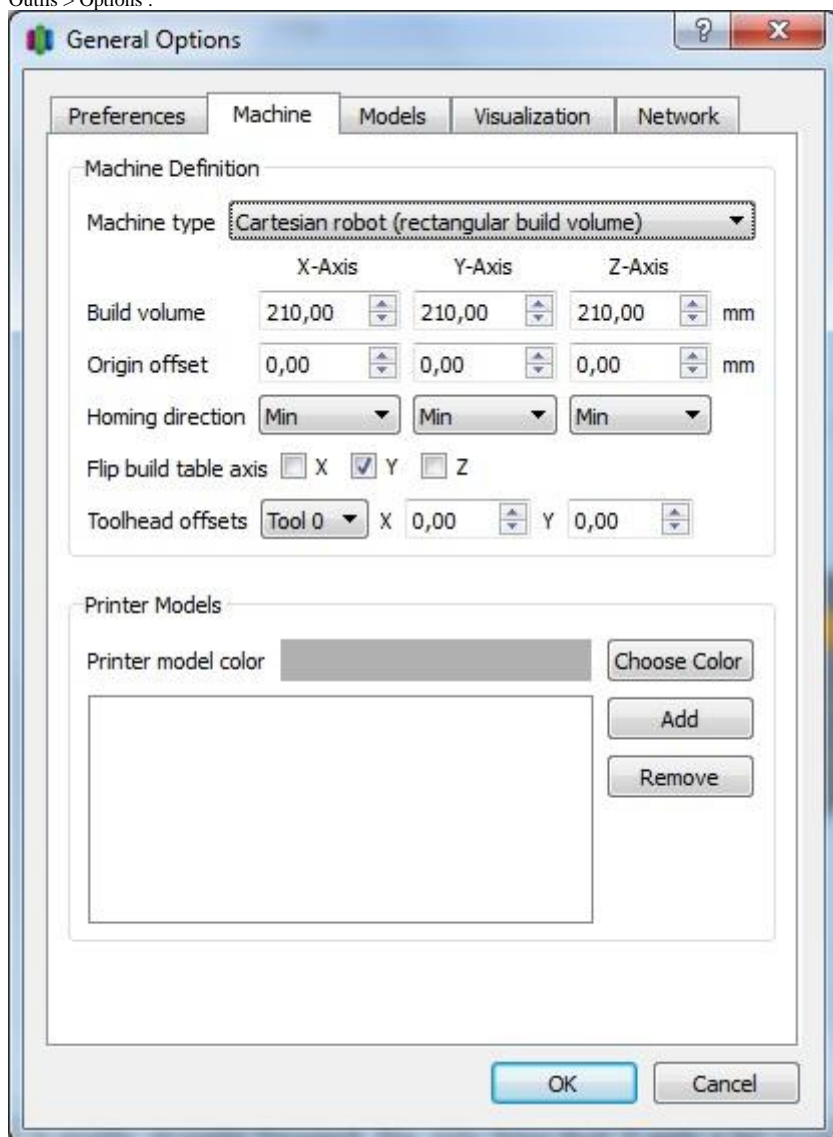 Outils > Options :
General Options
Preferences Machine Models Visualization Network
Machine Definition
Machine type Cartesian robot (rectangular build volume)
X-Axis Y-Axis Z-Axis
Build volume 210,00 210,00 210,00 mm
Origin offset 0,00 0,00 0,00 mm
Homing direction Min Min Min
Flip build table axis X Y Z
Toolhead offsets Tool 0 X 0,00 Y 0,00
Printer Models
Printer model color Choose Color
Add
Remove
OK Cancel